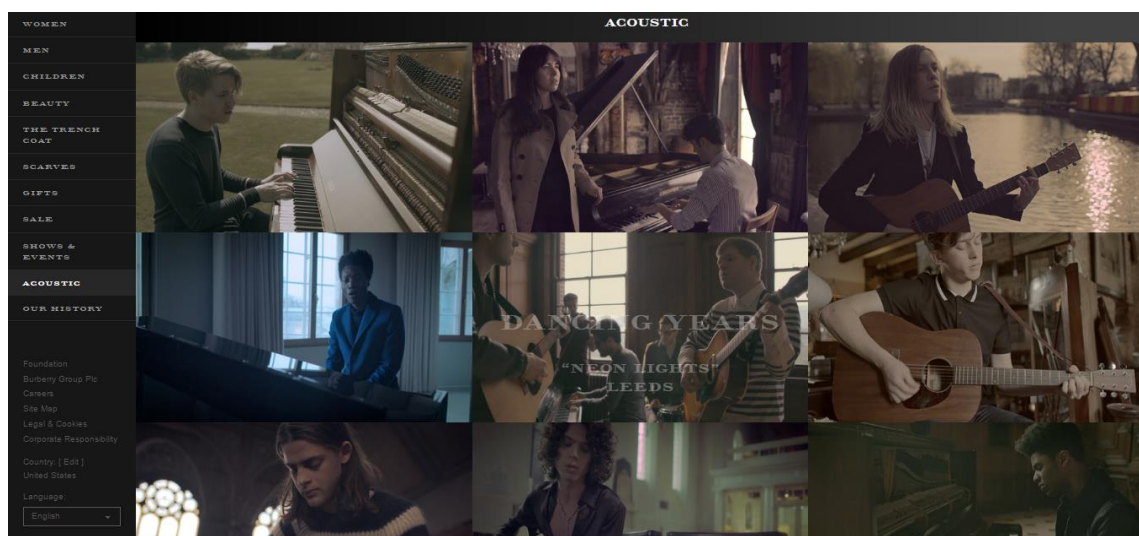 WOMEN
MEN
CHILDREN
BEAUTY
THE TRENCH
COAT
SCARVES
GIFTS
SALE
SHOWS &
EVENTS
ACOUSTIC
OUR HISTORY
Foundation
Burberry Group Plc
Careers
Site Map
Legal & Cookies
Corporate Responsibility
Country: [ Edit ]
United States
Language:
English
ACOUSTIC
DANCING YEARS
“NEON LIGHTS”
LEEDS